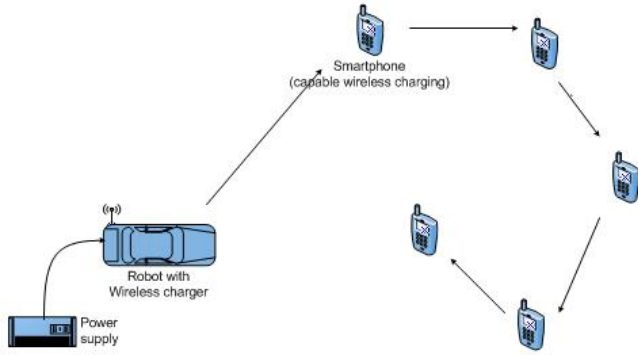 Smartphone
(capable wireless charging)
Robot with
Wireless charger
Power
supply